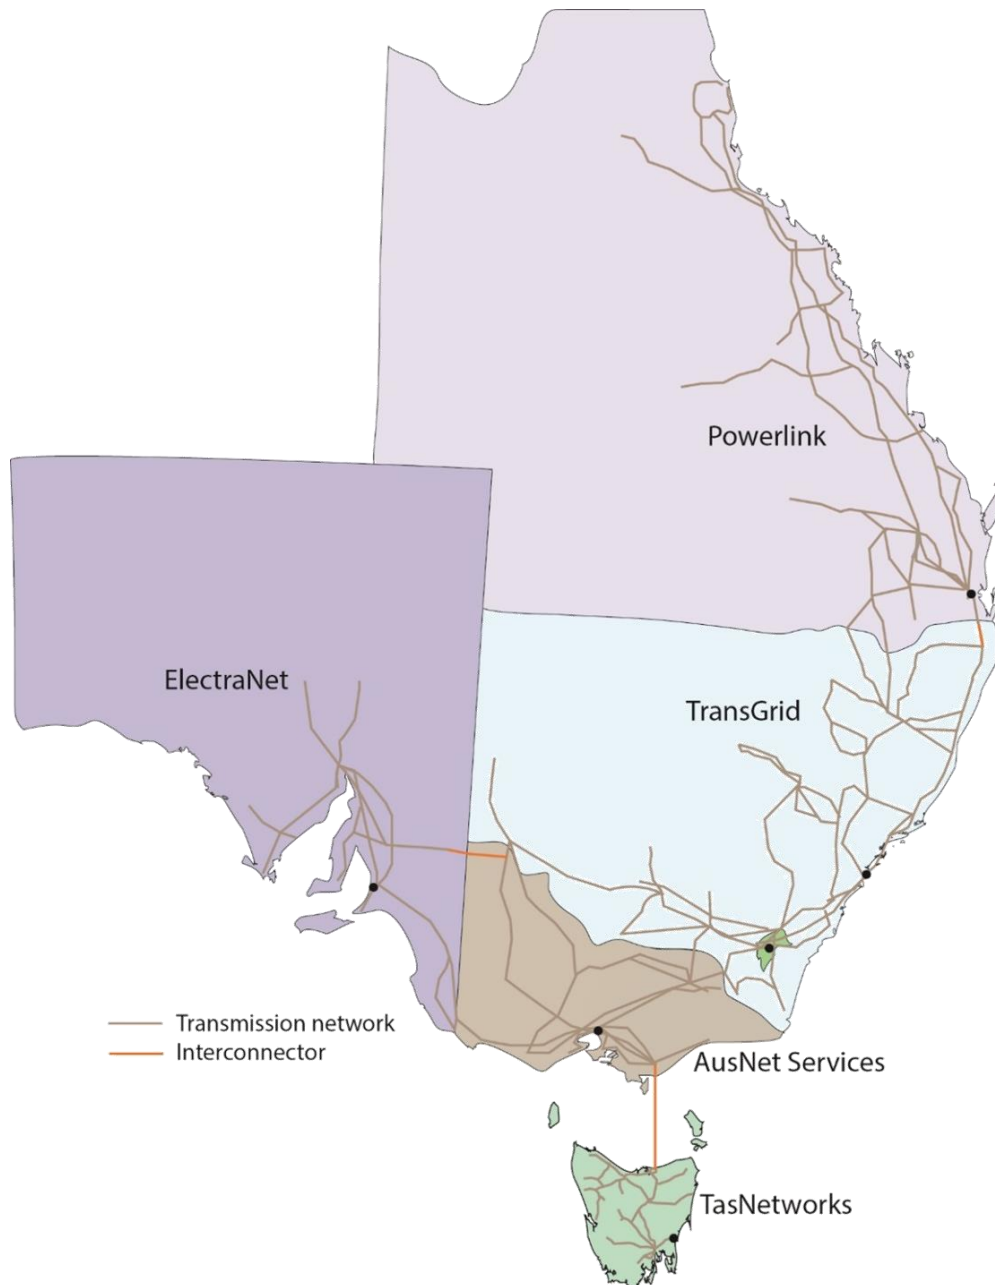 Powerlink
ElectraNet
TransGrid
Transmission network
Interconnector
AusNet Services
TasNetworks